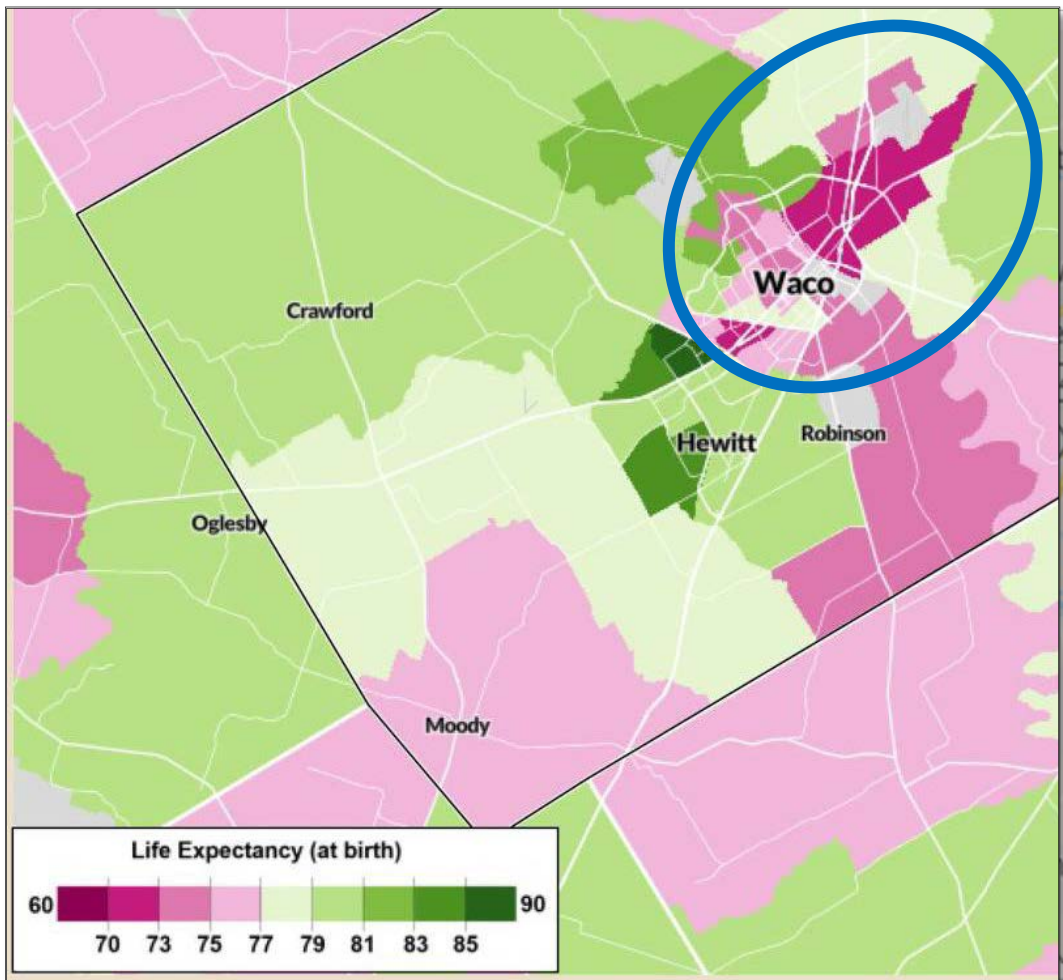 Waco
Crawford
Hewitt
Robinson
Oglesby
Moody
Life Expectancy (at birth)
60 90
70 73 75 77 79 81 83 85